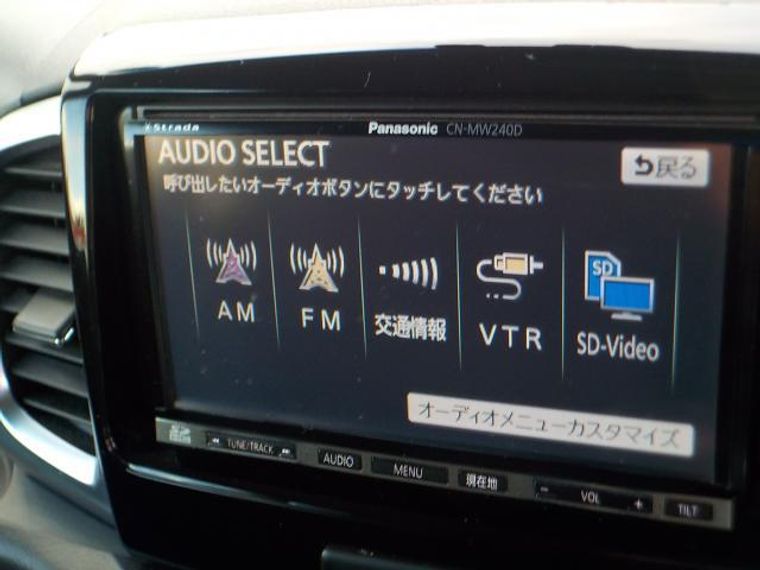 Strada Panasonic CN-MW240D
AUDIO SELECT
戻る
呼び出したいオーディオボタンにタッチしてください
AM
FM
交通情報
VTR
SD
SD-Video
オーディオメニューカスタマイズ
TUNE/TRACK AUDIO MENU 現在地 - VOL + TILT